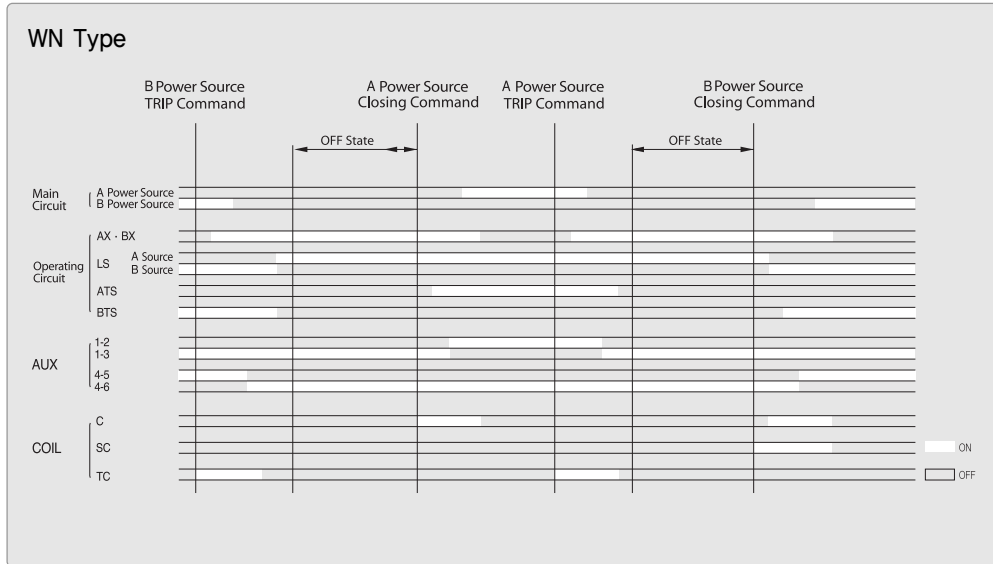 WN Type
B Power Source
TRIP Command
A Power Source
Closing Command
A Power Source
TRIP Command
B Power Source
Closing Command
OFF State
OFF State
Main
Circuit
A Power Source
B Power Source
Operating
Circuit
AX · BX
LS
A Source
B Source
ATS
BTS
AUX
1-2
1-3
4-5
4-6
COIL
C
SC
TC
ON
OFF